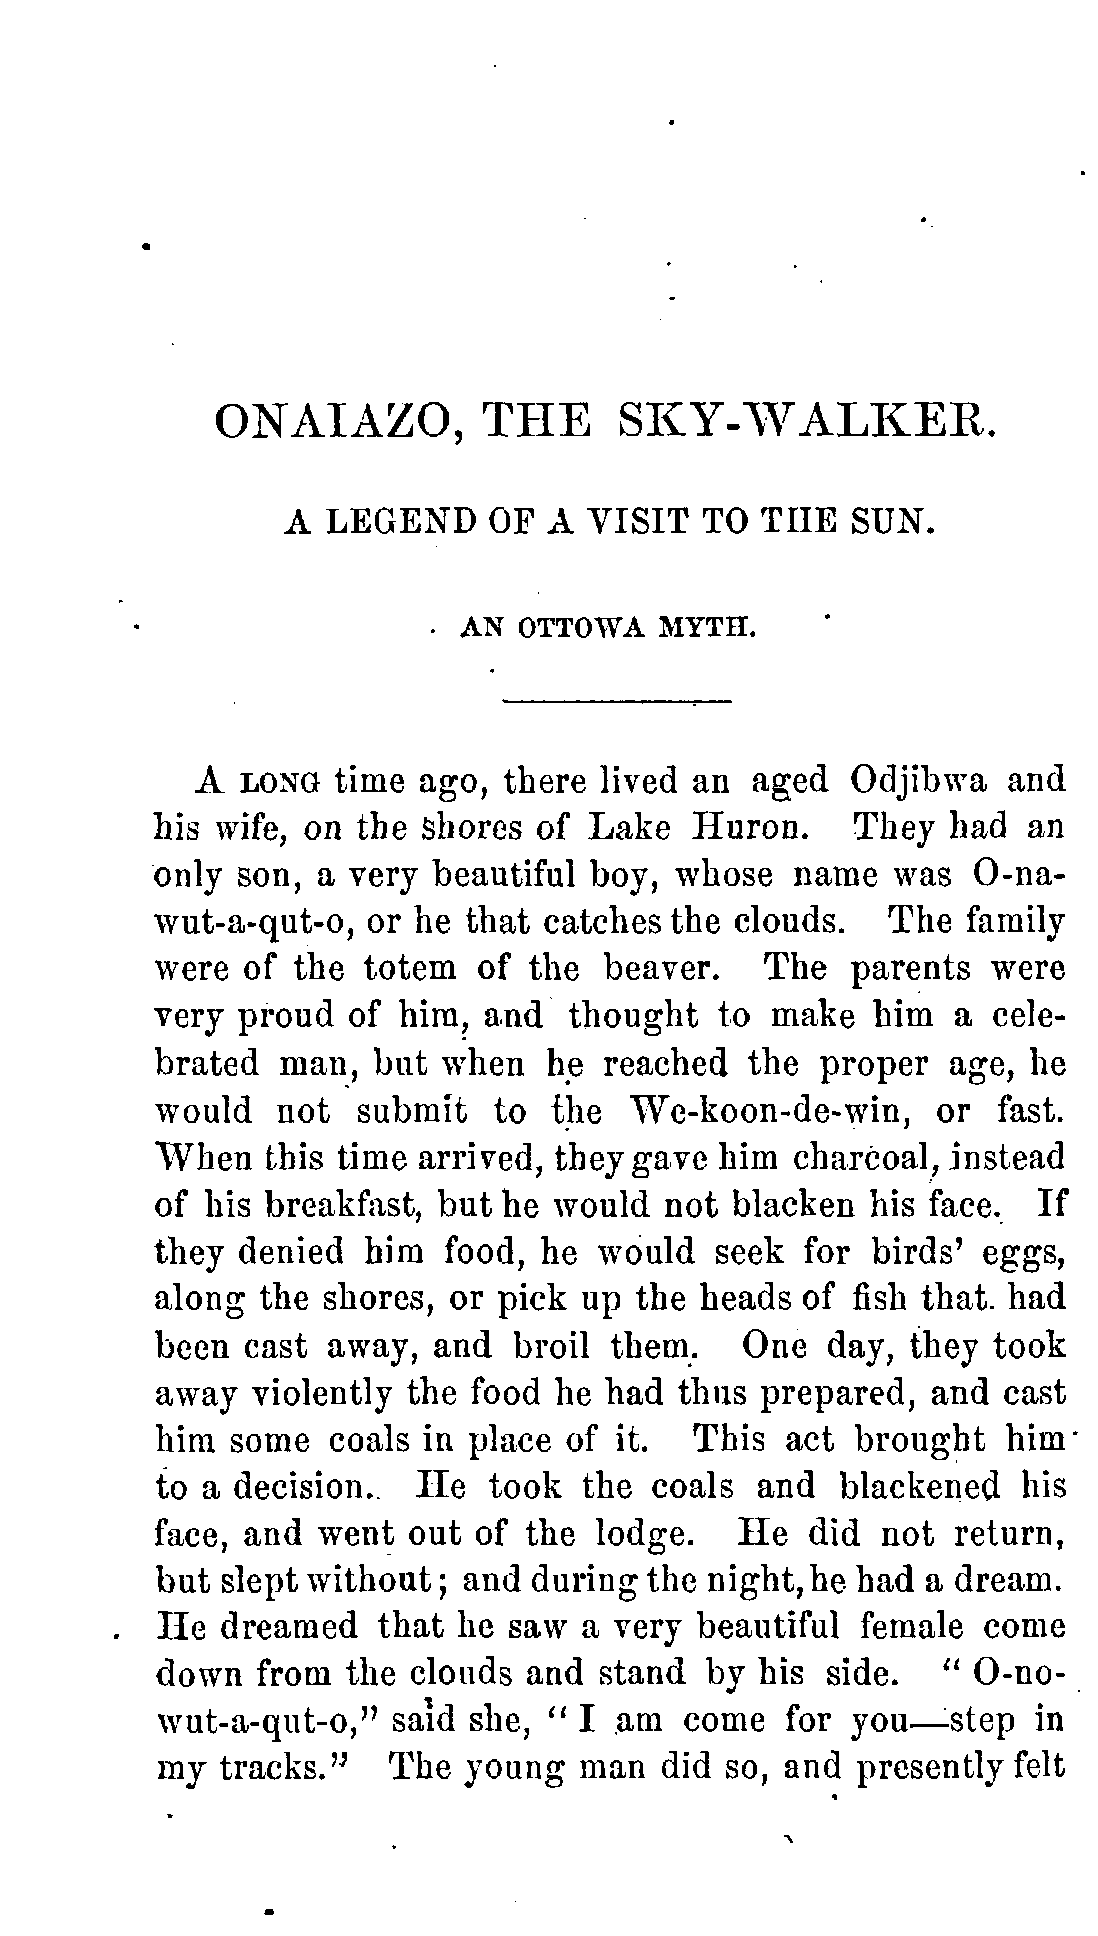 ONAIAZO, THE SKY-WALKER.
A LEGEND OF A VISIT TO THE SUN.
AN OTTOWA MYTH.
A LONG time ago, there lived an aged Odjibwa and
his wife, on the shores of Lake Huron. They had an
only son, a very beautiful boy, whose name was O-na-
wut-a-qut-o, or he that catches the clouds. The family
were of the totem of the beaver. The parents were
very proud of him, and thought to make him a cele-
brated man, but when he reached the proper age, he
would not submit to the We-koon-de-win, or fast.
When this time arrived, they gave him charcoal, instead
of his breakfast, but he would not blacken his face. If
they denied him food, he would seek for birds' eggs,
along the shores, or pick up the heads of fish that had
been cast away, and broil them. One day, they took
away violently the food he had thus prepared, and cast
him some coals in place of it. This act brought him
to a decision. He took the coals and blackened his
face, and went out of the lodge. He did not return,
but slept without; and during the night, he had a dream.
He dreamed that he saw a very beautiful female come
down from the clouds and stand by his side. "O-no-
wut-a-qut-o," said she, "I am come for you—step in
my tracks." The young man did so, and presently felt